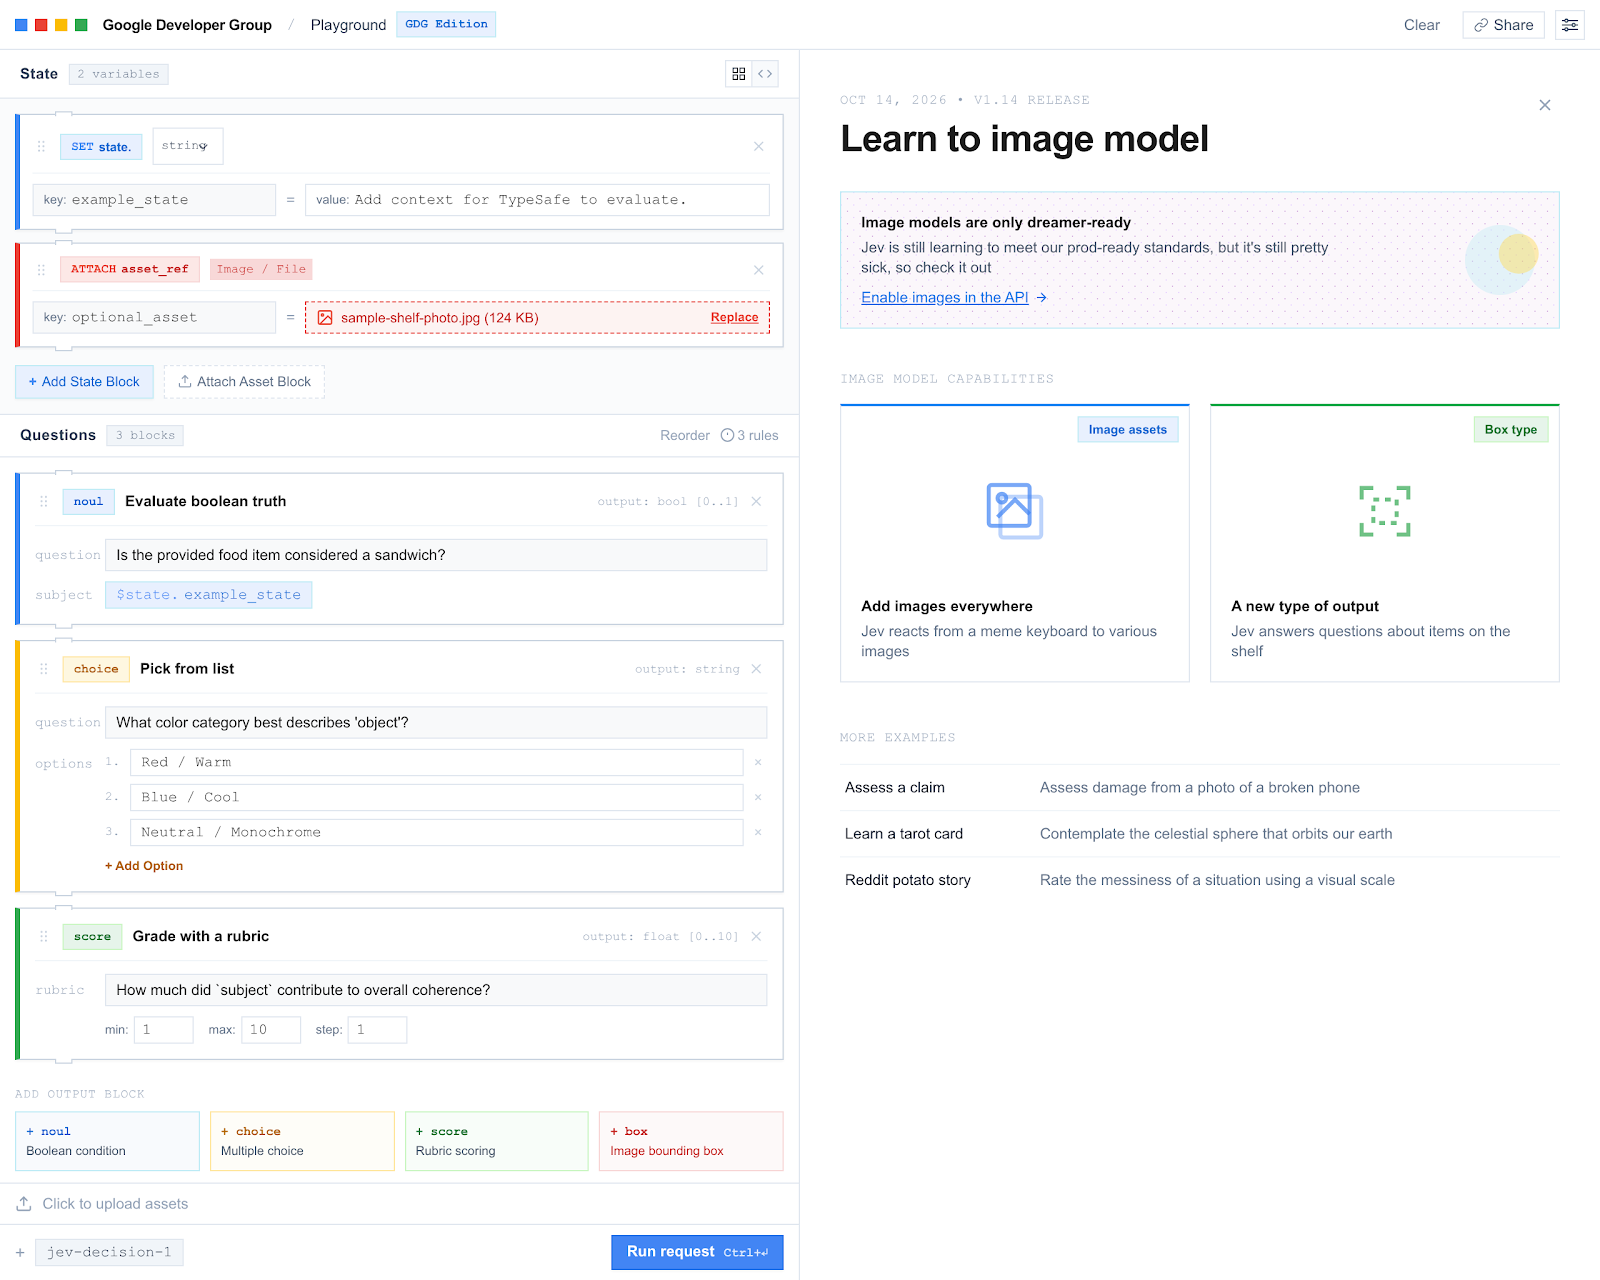 Google Developer Group / Playground GDG Edition Clear Share
State 2 variables
SET state. string
key: example_state = value: Add context for TypeSafe to evaluate.
ATTACH asset_ref Image / File
key: optional_asset = sample-shelf-photo.jpg (124 KB) Replace
+ Add State Block Attach Asset Block
Questions 3 blocks Reorder 3 rules
noul Evaluate boolean truth output: bool [0..1]
question Is the provided food item considered a sandwich?
subject $state. example_state
choice Pick from list output: string
question What color category best describes 'object'?
options 1. Red / Warm ×
2. Blue / Cool ×
3. Neutral / Monochrome ×
+ Add Option
score Grade with a rubric output: float [0..10]
rubric How much did `subject` contribute to overall coherence?
min: 1 max: 10 step: 1
ADD OUTPUT BLOCK
+ noul
Boolean condition
+ choice
Multiple choice
+ score
Rubric scoring
+ box
Image bounding box
Click to upload assets
+ jev-decision-1 Run request Ctrl+↵
OCT 14, 2026 • V1.14 RELEASE
Learn to image model
Image models are only dreamer-ready
Jev is still learning to meet our prod-ready standards, but it's still pretty
sick, so check it out
Enable images in the API →
IMAGE MODEL CAPABILITIES
Image assets
Add images everywhere
Jev reacts from a meme keyboard to various
images
Box type
A new type of output
Jev answers questions about items on the
shelf
MORE EXAMPLES
Assess a claim Assess damage from a photo of a broken phone
Learn a tarot card Contemplate the celestial sphere that orbits our earth
Reddit potato story Rate the messiness of a situation using a visual scale